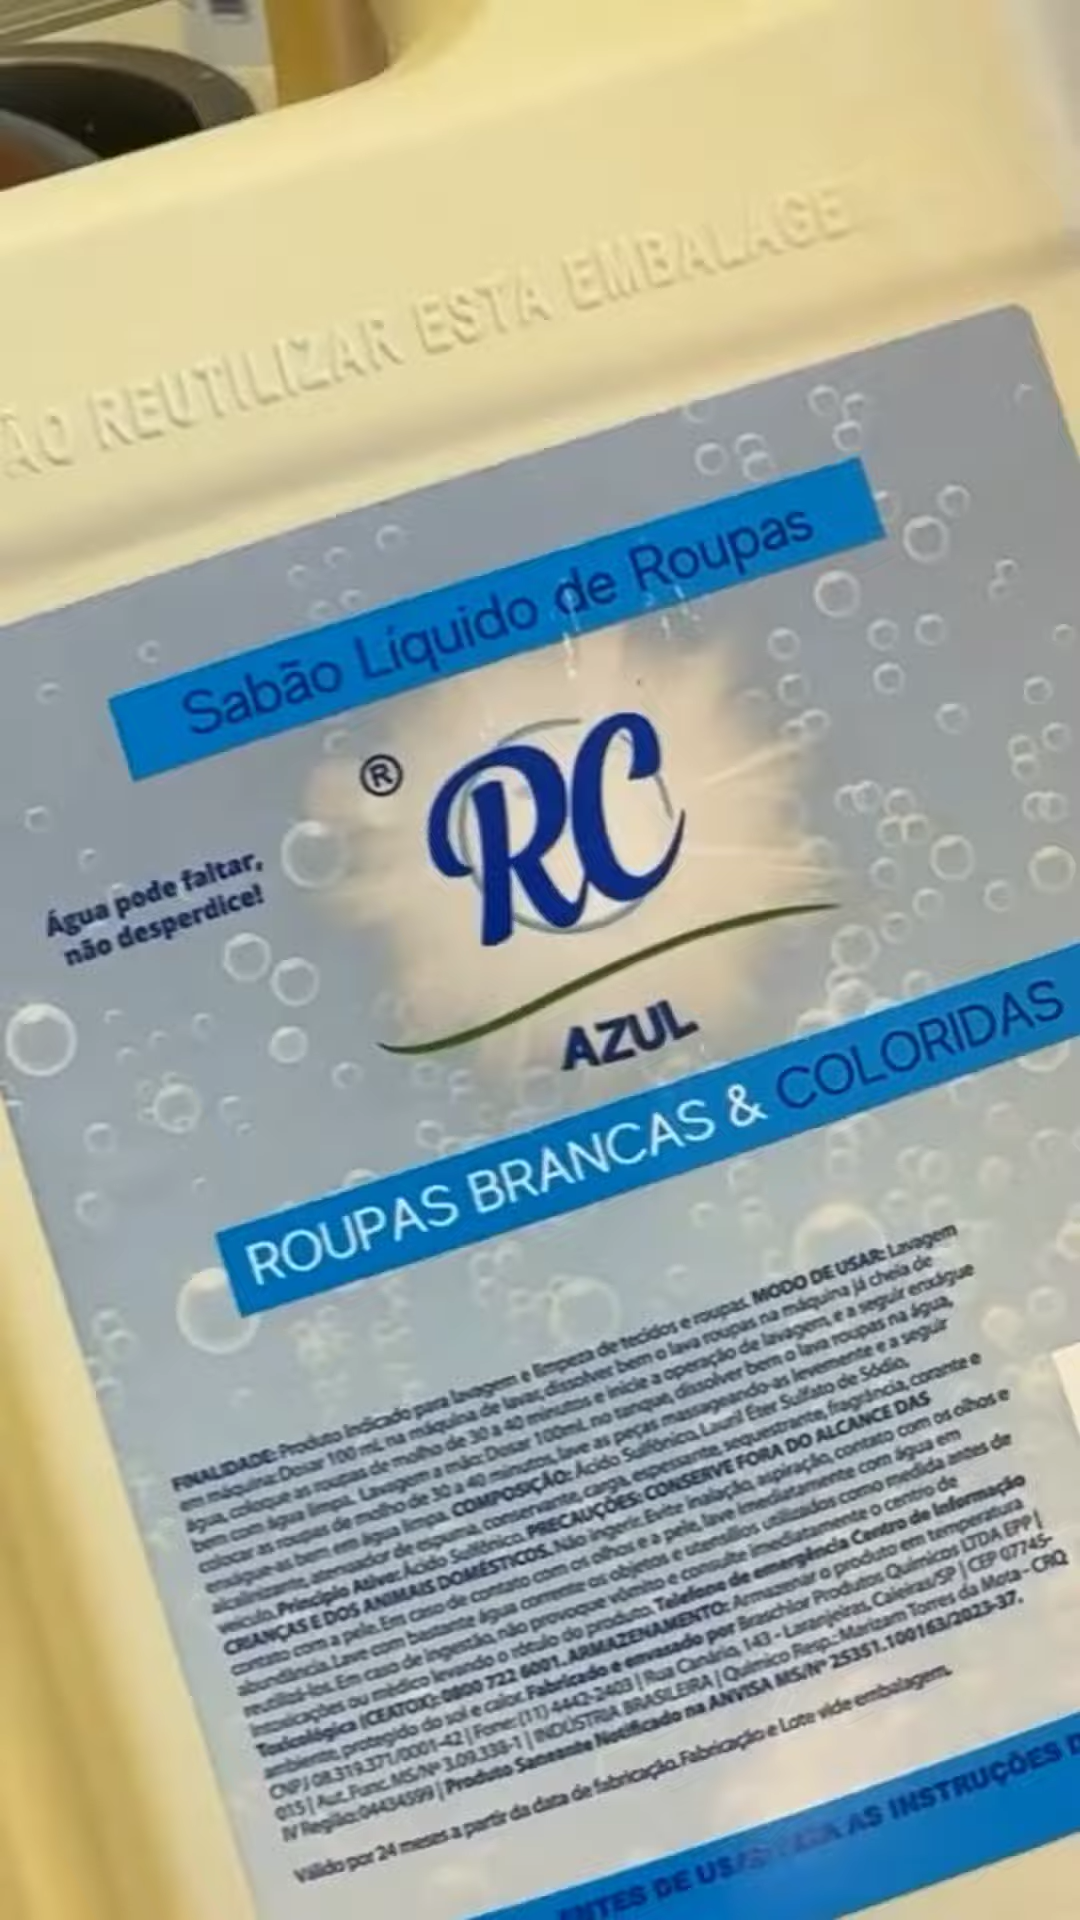 ÃO REUTILIZAR ESTA EMBALAGE
Sabão Líquido de Roupas
®
RC
Água pode faltar,
não desperdice!
AZUL
ROUPAS BRANCAS & COLORIDAS
FINALIDADE: Produto indicado para lavagem e limpeza de tecidos e roupas. MODO DE USAR: Lavagem
em máquina: Dosar 100 mL na máquina de lavar, dissolver bem o lava roupas na máquina já cheia de
água, coloque as roupas de molho de 30 a 40 minutos e inicie a operação de lavagem, e a seguir enxágue
bem com água limpa. Lavagem a mão: Dosar 100mL no tanque, dissolver bem o lava roupas na água,
colocar as roupas de molho de 30 a 40 minutos, lave as peças massageando-as levemente e a seguir
enxágue-as bem em água limpa. COMPOSIÇÃO: Ácido Sulfônico, Lauril Éter Sulfato de Sódio,
alcalizante, atenuador de espuma, conservante, carga, espessante, sequestrante, fragrância, corante e
veículo. Princípio Ativo: Ácido Sulfônico. PRECAUÇÕES: CONSERVE FORA DO ALCANCE DAS
CRIANÇAS E DOS ANIMAIS DOMÉSTICOS. Não ingerir. Evite inalação, aspiração, contato com os olhos e
contato com a pele. Em caso de contato com os olhos e a pele, lave imediatamente com água em
abundância. Lave com bastante água corrente os objetos e utensílios utilizados como medida antes de
reutilizá-los. Em caso de ingestão, não provoque vômito e consulte imediatamente o centro de
Intoxicações ou médico levando o rótulo do produto. Telefone de emergência Centro de Informação
Toxicológica (CEATOX): 0800 722 6001. ARMAZENAMENTO: Armazenar o produto em temperatura
ambiente, protegido do sol e calor. Fabricado e envasado por Braschlor Produtos Químicos LTDA EPP |
CNPJ 08.319.371/0001-42 | Fone: (11) 4442-2403 | Rua Canário, 143 - Laranjeiras, Caieiras/SP | CEP 07745-
015 | Aut. Func. MS/Nº 3.09.338-1 | INDÚSTRIA BRASILEIRA | Químico Resp.: Marizam Torres da Mota - CRQ
IV Região: 04434599 | Produto Saneante Notificado na ANVISA MS/Nº 25351.100163/2023-37.
Válido por 24 meses a partir da data de fabricação. Fabricação e Lote vide embalagem.
ANTES DE USAR LEIA AS INSTRUÇÕES D